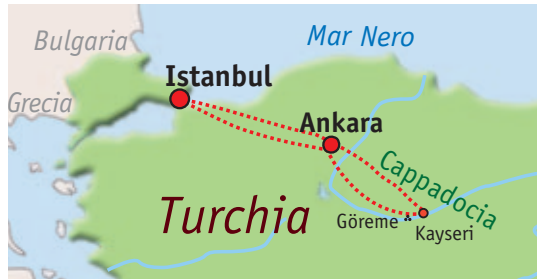 Bulgaria
Mar Nero
Istanbul
Grecia
Ankara
Cappadocia
Turchia
Göreme
Kayseri